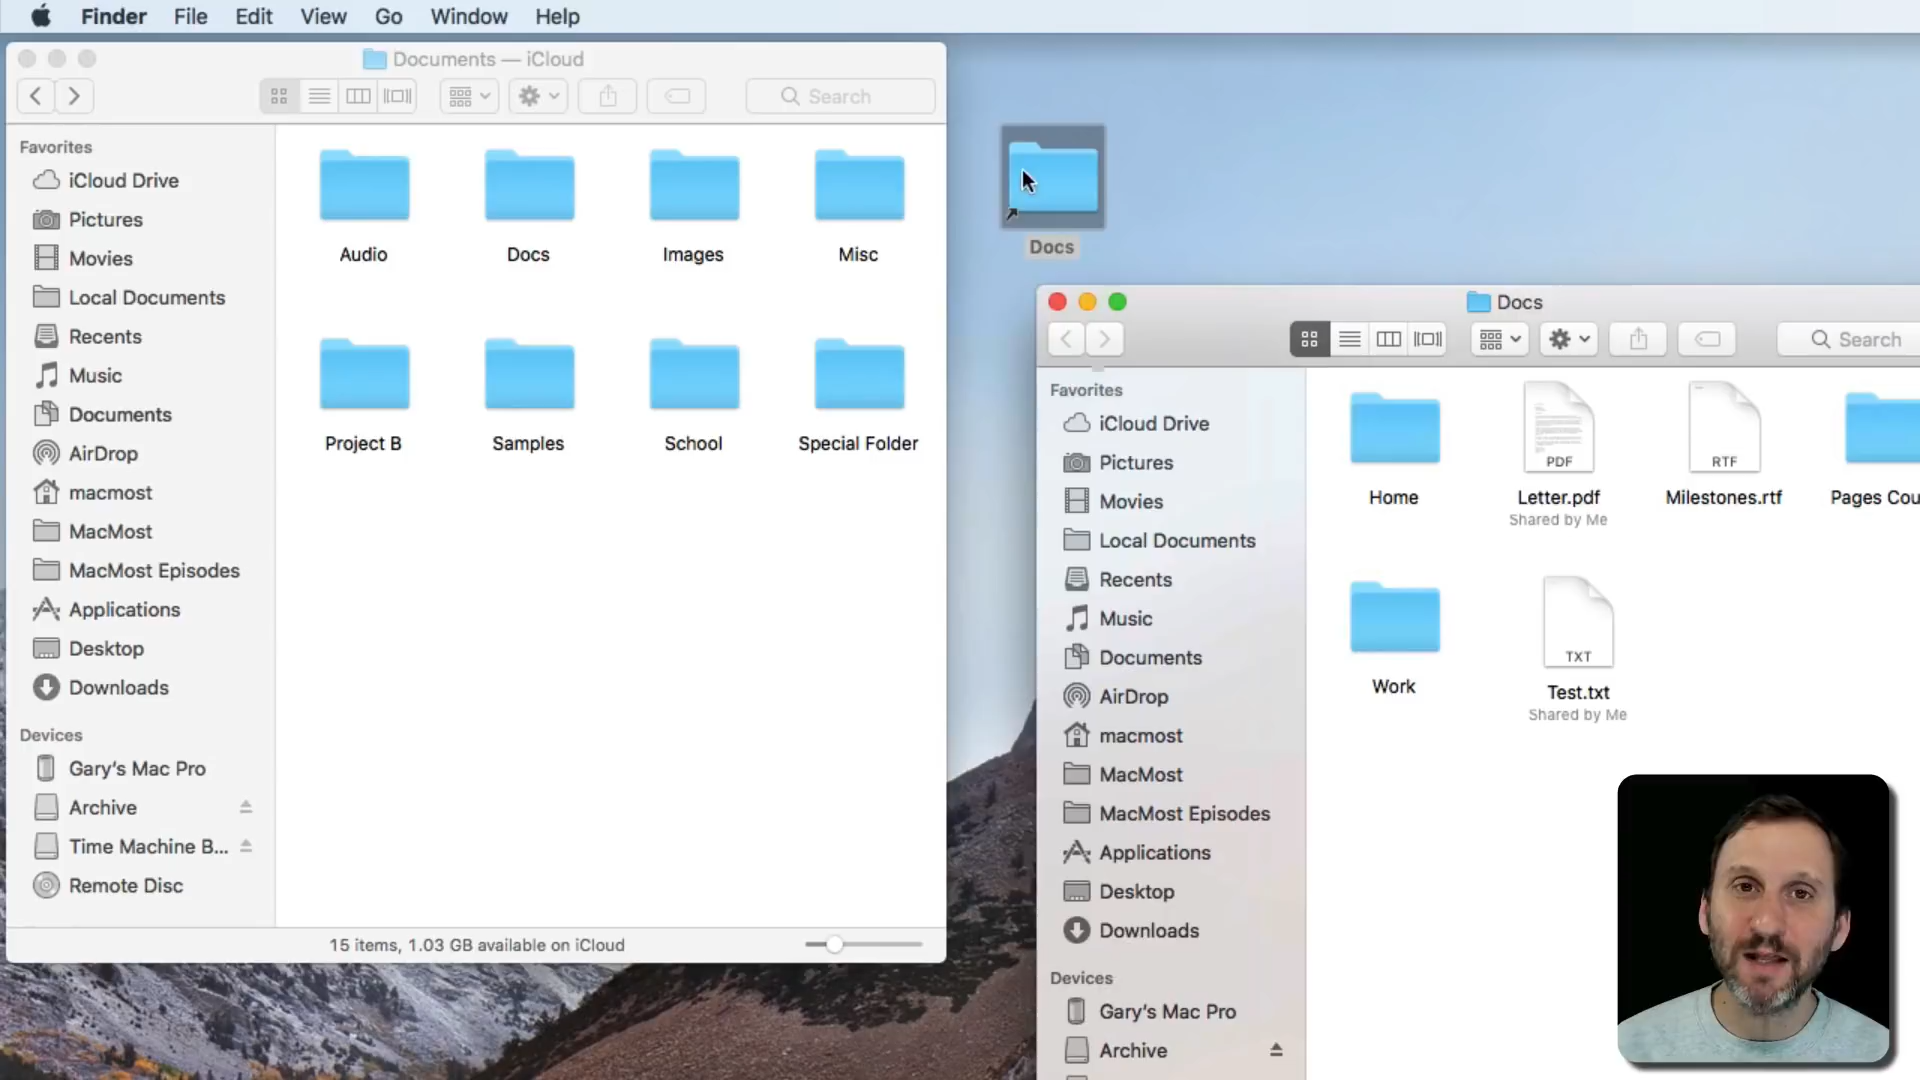 Finder File Edit View Go Window Help
Documents — iCloud
Search
Favorites
iCloud Drive
Pictures
Movies
Local Documents
Recents
Music
Documents
AirDrop
macmost
MacMost
MacMost Episodes
Applications
Desktop
Downloads
Devices
Gary's Mac Pro
Archive
Time Machine B...
Remote Disc
Audio Docs Images Misc
Project B Samples School Special Folder
15 items, 1.03 GB available on iCloud
Docs
Docs
Search
Favorites
iCloud Drive
Pictures
Movies
Local Documents
Recents
Music
Documents
AirDrop
macmost
MacMost
MacMost Episodes
Applications
Desktop
Downloads
Devices
Gary's Mac Pro
Archive
PDF RTF
Home Letter.pdf Milestones.rtf Pages Cou
Shared by Me
TXT
Work Test.txt
Shared by Me